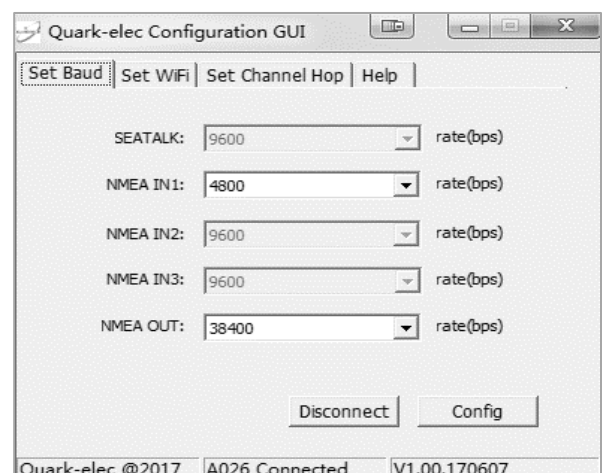 Quark-elec Configuration GUI
Set Baud Set WiFi Set Channel Hop Help
SEATALK: 9600 rate(bps)
NMEA IN1: 4800 rate(bps)
NMEA IN2: 9600 rate(bps)
NMEA IN3: 9600 rate(bps)
NMEA OUT: 38400 rate(bps)
Disconnect Config
Quark-elec @2017 A026 Connected V1.00.170607